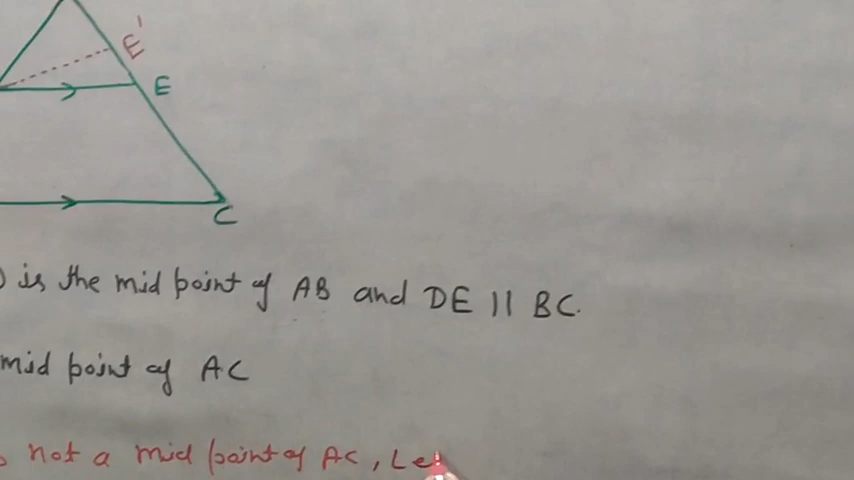 E'
E
C
D is the mid point of AB and DE || BC.
mid point of AC
not a mid point of AC, Let